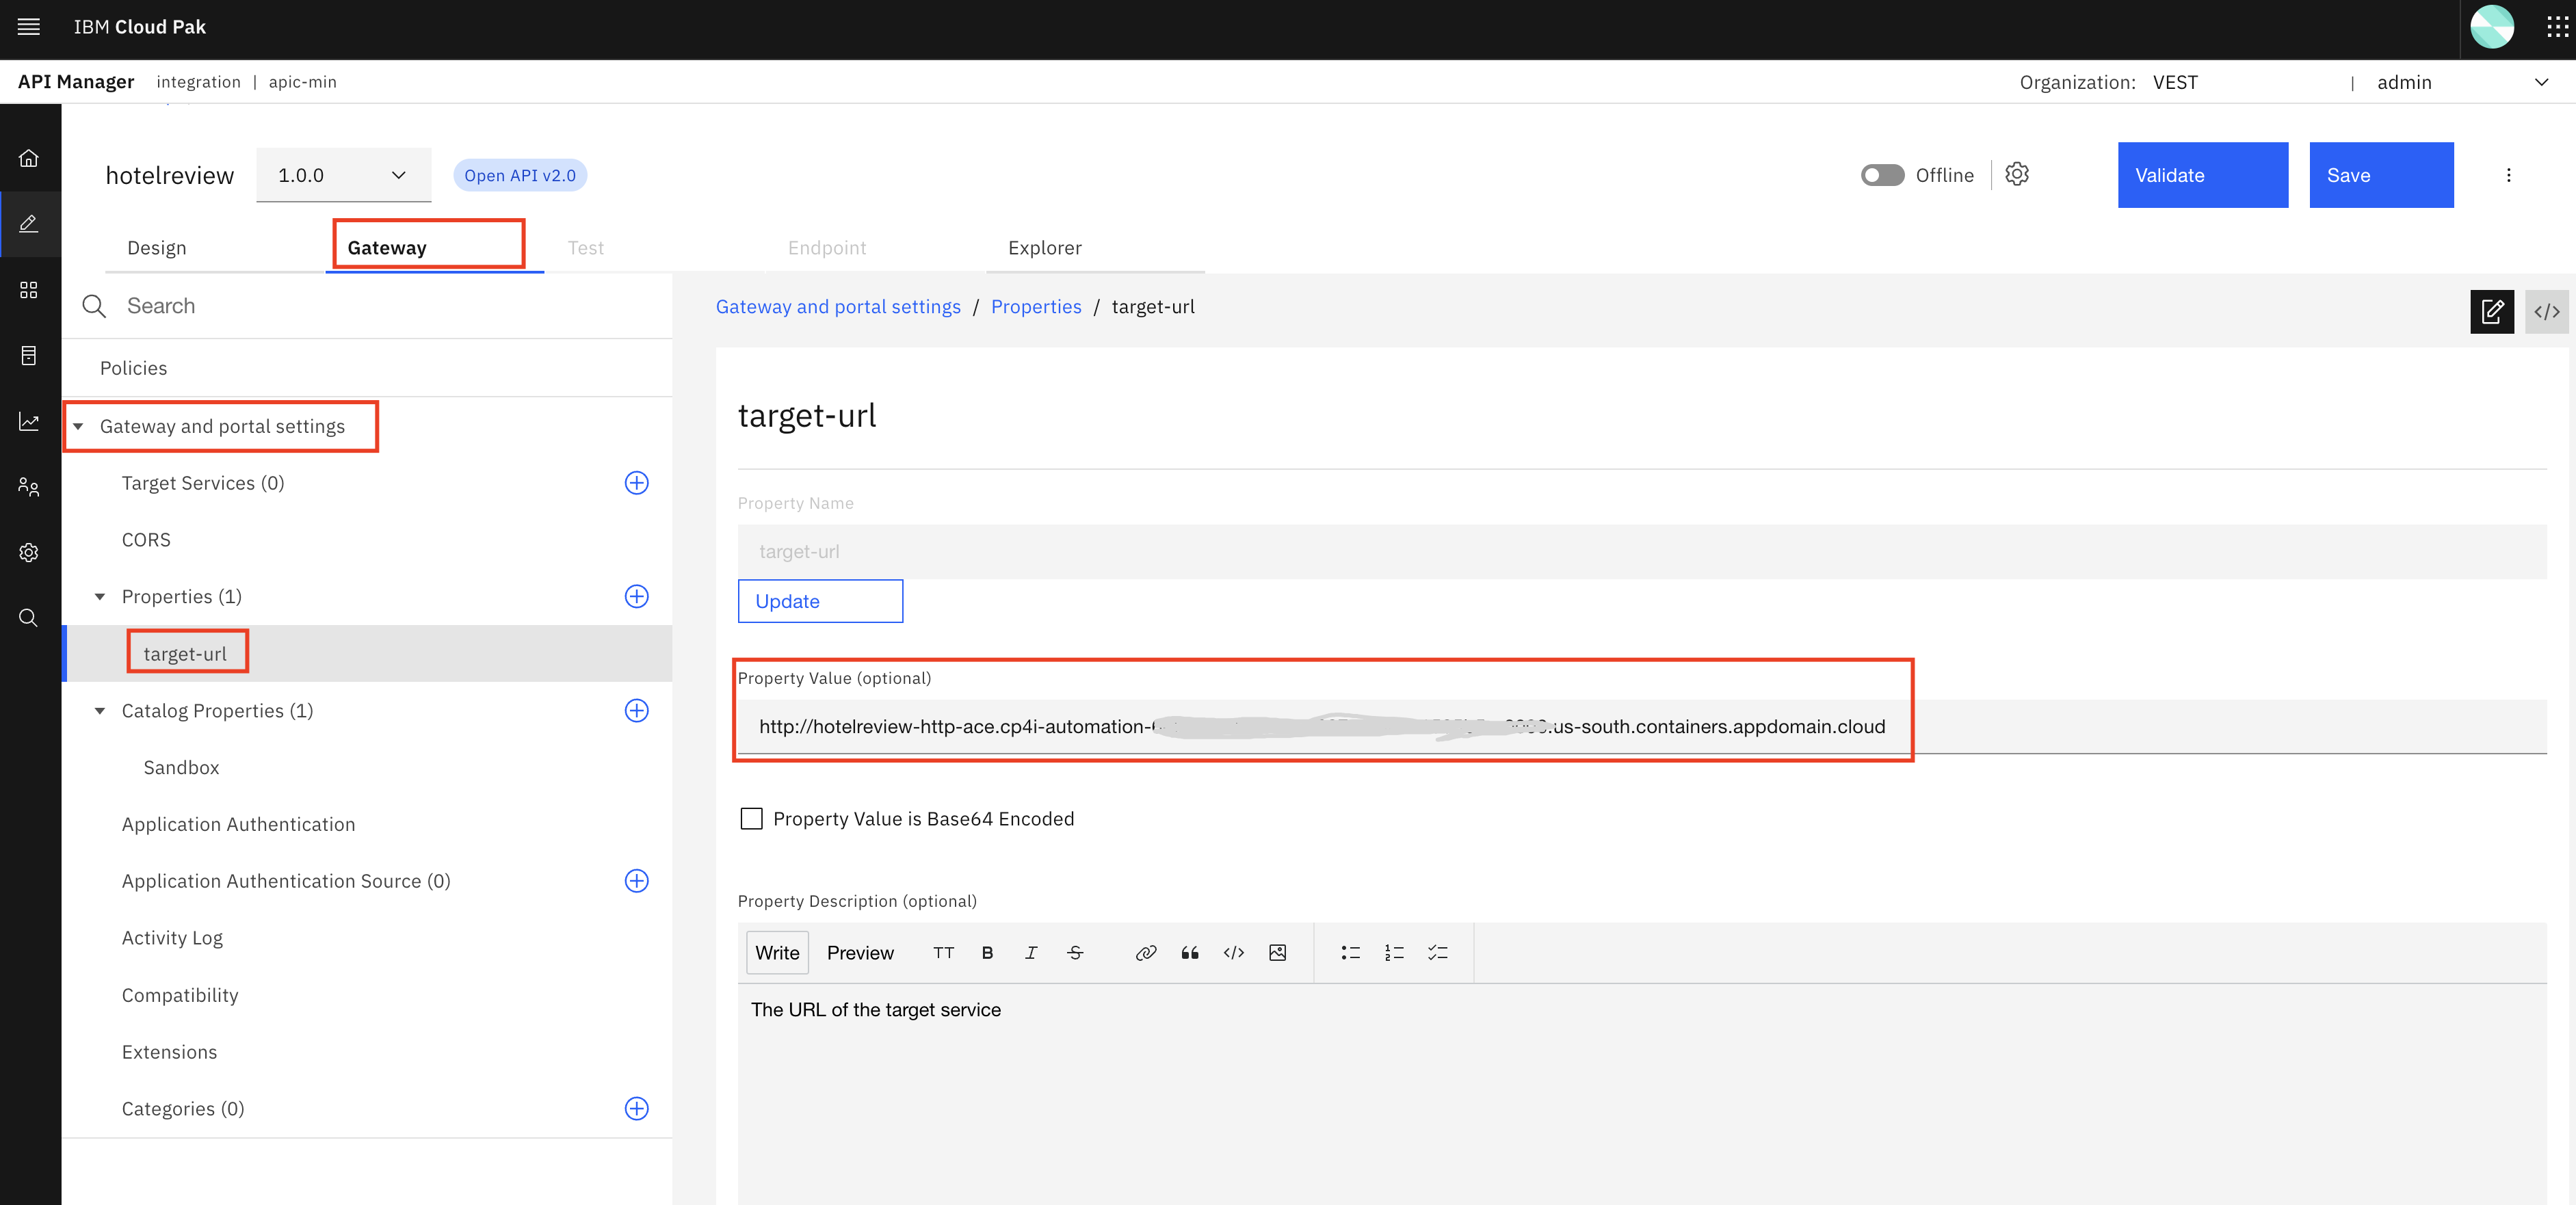 IBM Cloud Pak
API Manager integration | apic-min Organization: VEST | admin
hotelreview 1.0.0 Open API v2.0 Offline Validate Save
Design Gateway Test Endpoint Explorer
Search
Policies
Gateway and portal settings
Target Services (0)
CORS
Properties (1)
target-url
Catalog Properties (1)
Sandbox
Application Authentication
Application Authentication Source (0)
Activity Log
Compatibility
Extensions
Categories (0)
Gateway and portal settings / Properties / target-url
target-url
Property Name
target-url
Update
Property Value (optional)
http://hotelreview-http-ace.cp4i-automation- .us-south.containers.appdomain.cloud
Property Value is Base64 Encoded
Property Description (optional)
Write Preview TT B I S
The URL of the target service